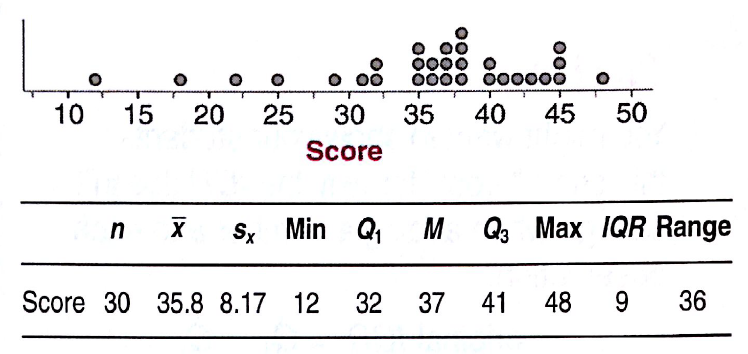 10 15 20 25 30 35 40 45 50
Score
n x̄ sₓ Min Q₁ M Q₃ Max IQR Range
Score 30 35.8 8.17 12 32 37 41 48 9 36